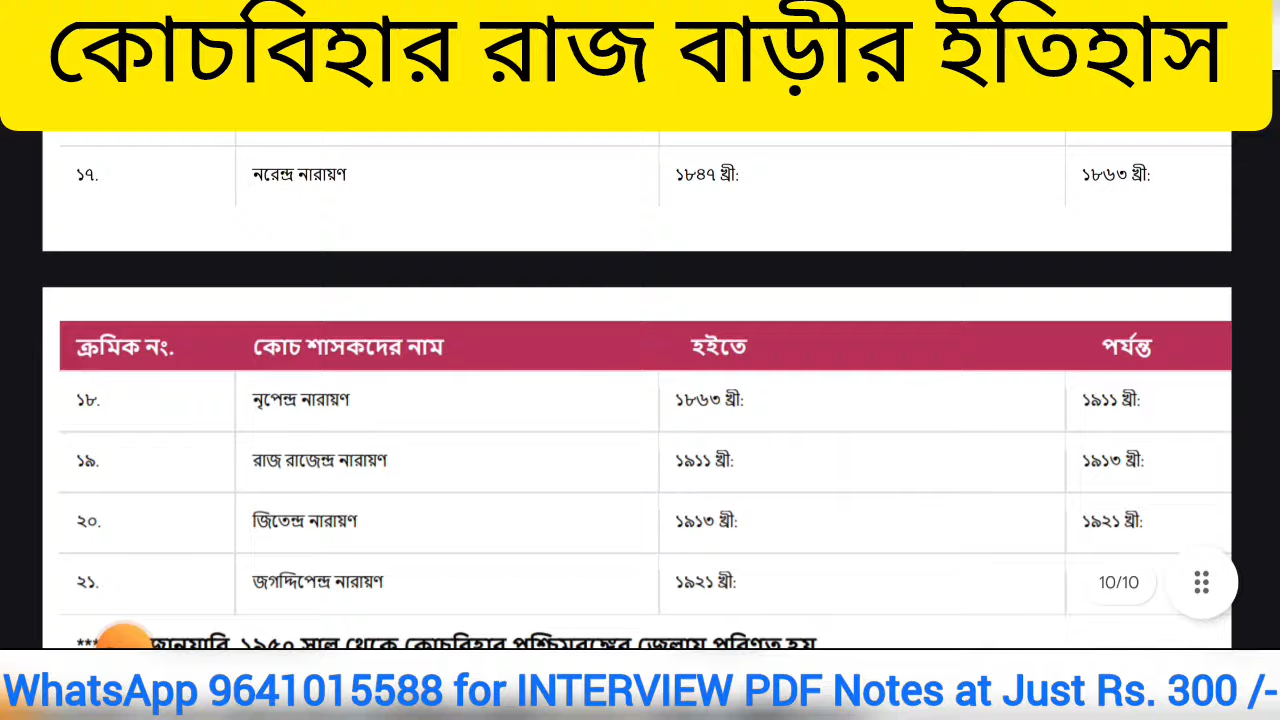 কোচবিহার রাজ বাড়ীর ইতিহাস
১৭. নরেন্দ্র নারায়ণ ১৮৪৭ খ্রী: ১৮৬৩ খ্রী:
ক্রমিক নং. কোচ শাসকদের নাম হইতে পর্যন্ত
১৮. নৃপেন্দ্র নারায়ণ ১৮৬৩ খ্রী: ১৯১১ খ্রী:
১৯. রাজ রাজেন্দ্র নারায়ণ ১৯১১ খ্রী: ১৯১৩ খ্রী:
২০. জিতেন্দ্র নারায়ণ ১৯১৩ খ্রী: ১৯২১ খ্রী:
২১. জগদ্দিপেন্দ্র নারায়ণ ১৯২১ খ্রী:
10/10
*** জানুয়ারি, ১৯৫০ সাল থেকে কোচবিহার পশ্চিমবঙ্গের জেলায় পরিণত হয়
WhatsApp 9641015588 for INTERVIEW PDF Notes at Just Rs. 300 /-